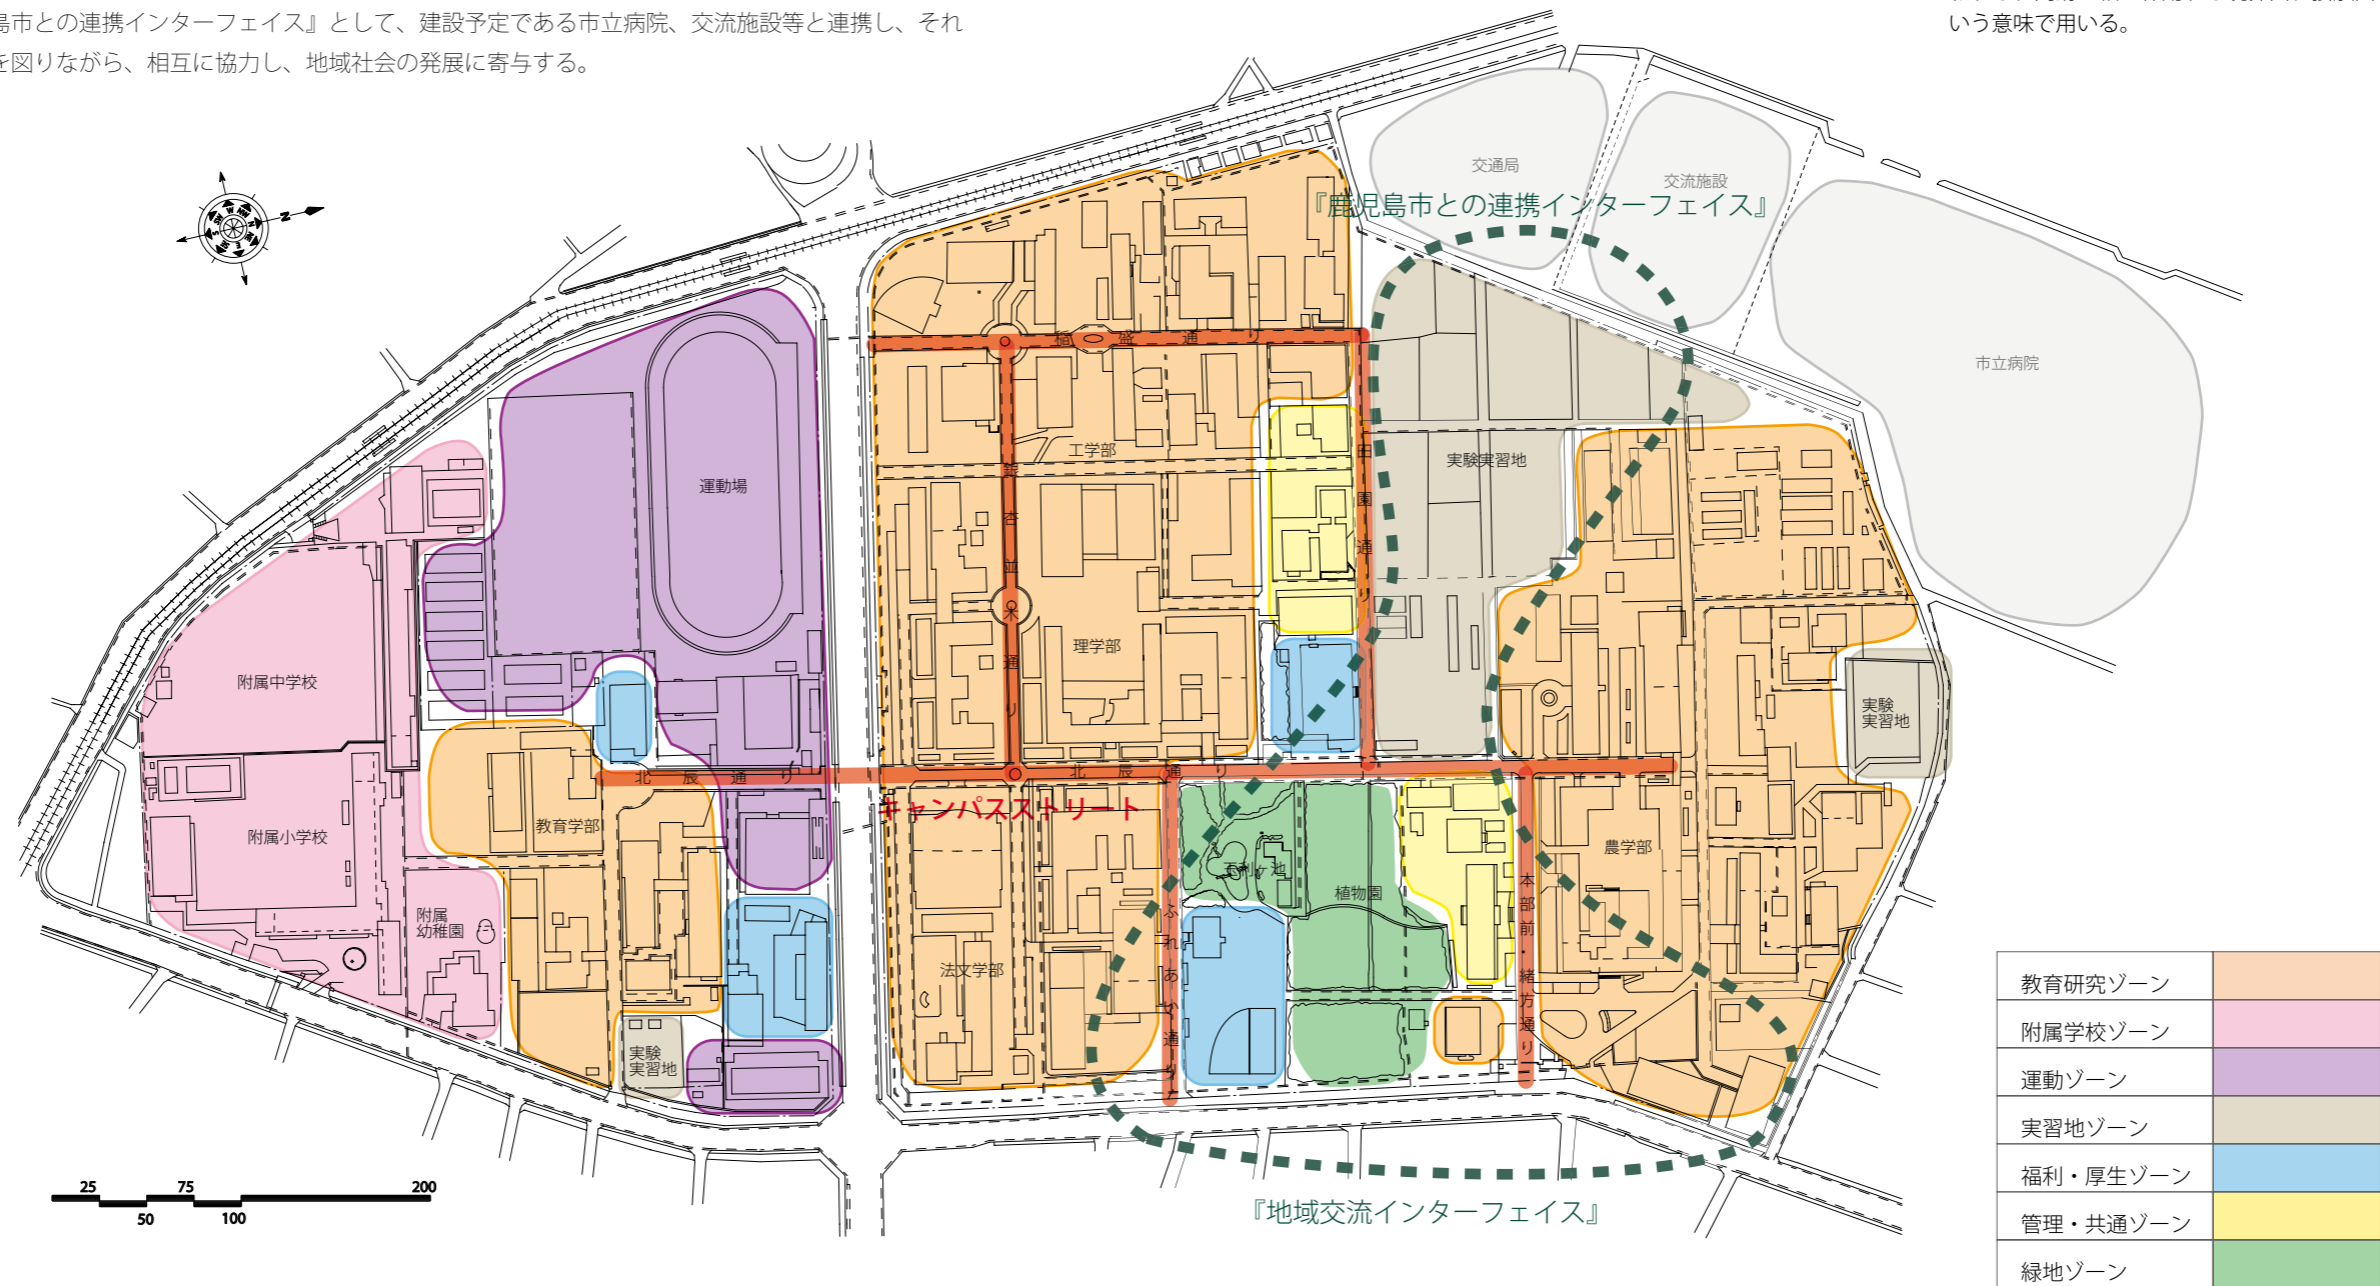 島市との連携インターフェイス』として、建設予定である市立病院、交流施設等と連携し、それ
を図りながら、相互に協力し、地域社会の発展に寄与する。
いう意味で用いる。
交通局
交流施設
『鹿児島市との連携インターフェイス』
市立病院
N
稲盛通り
工学部
銀杏並木通り
田園通り
実験実習地
運動場
理学部
附属中学校
実験
実習地
北辰通り
北辰通り
キャンパスストリート
教育学部
附属小学校
農学部
玉利ヶ池
植物園
本部前・緒方通り
附属
幼稚園
ふれあい通り
法文学部
実験
実習地
教育研究ゾーン
附属学校ゾーン
運動ゾーン
実習地ゾーン
福利・厚生ゾーン
管理・共通ゾーン
緑地ゾーン
25 75 200
50 100
『地域交流インターフェイス』